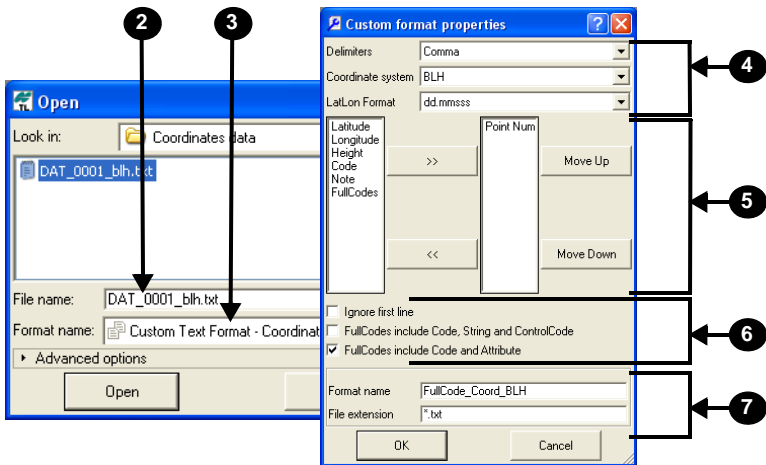 2
3
Open
Look in:
Coordinates data
DAT_0001_blh.txt
File name:
DAT_0001_blh.txt
Format name:
Custom Text Format - Coordinat
Advanced options
Open
Custom format properties
Delimiters
Comma
Coordinate system
BLH
LatLon Format
dd.mmsss
4
Latitude
Longitude
Height
Code
Note
FullCodes
>>
<<
Point Num
Move Up
Move Down
5
Ignore first line
FullCodes include Code, String and ControlCode
FullCodes include Code and Attribute
6
Format name
FullCode_Coord_BLH
File extension
*.txt
7
OK
Cancel